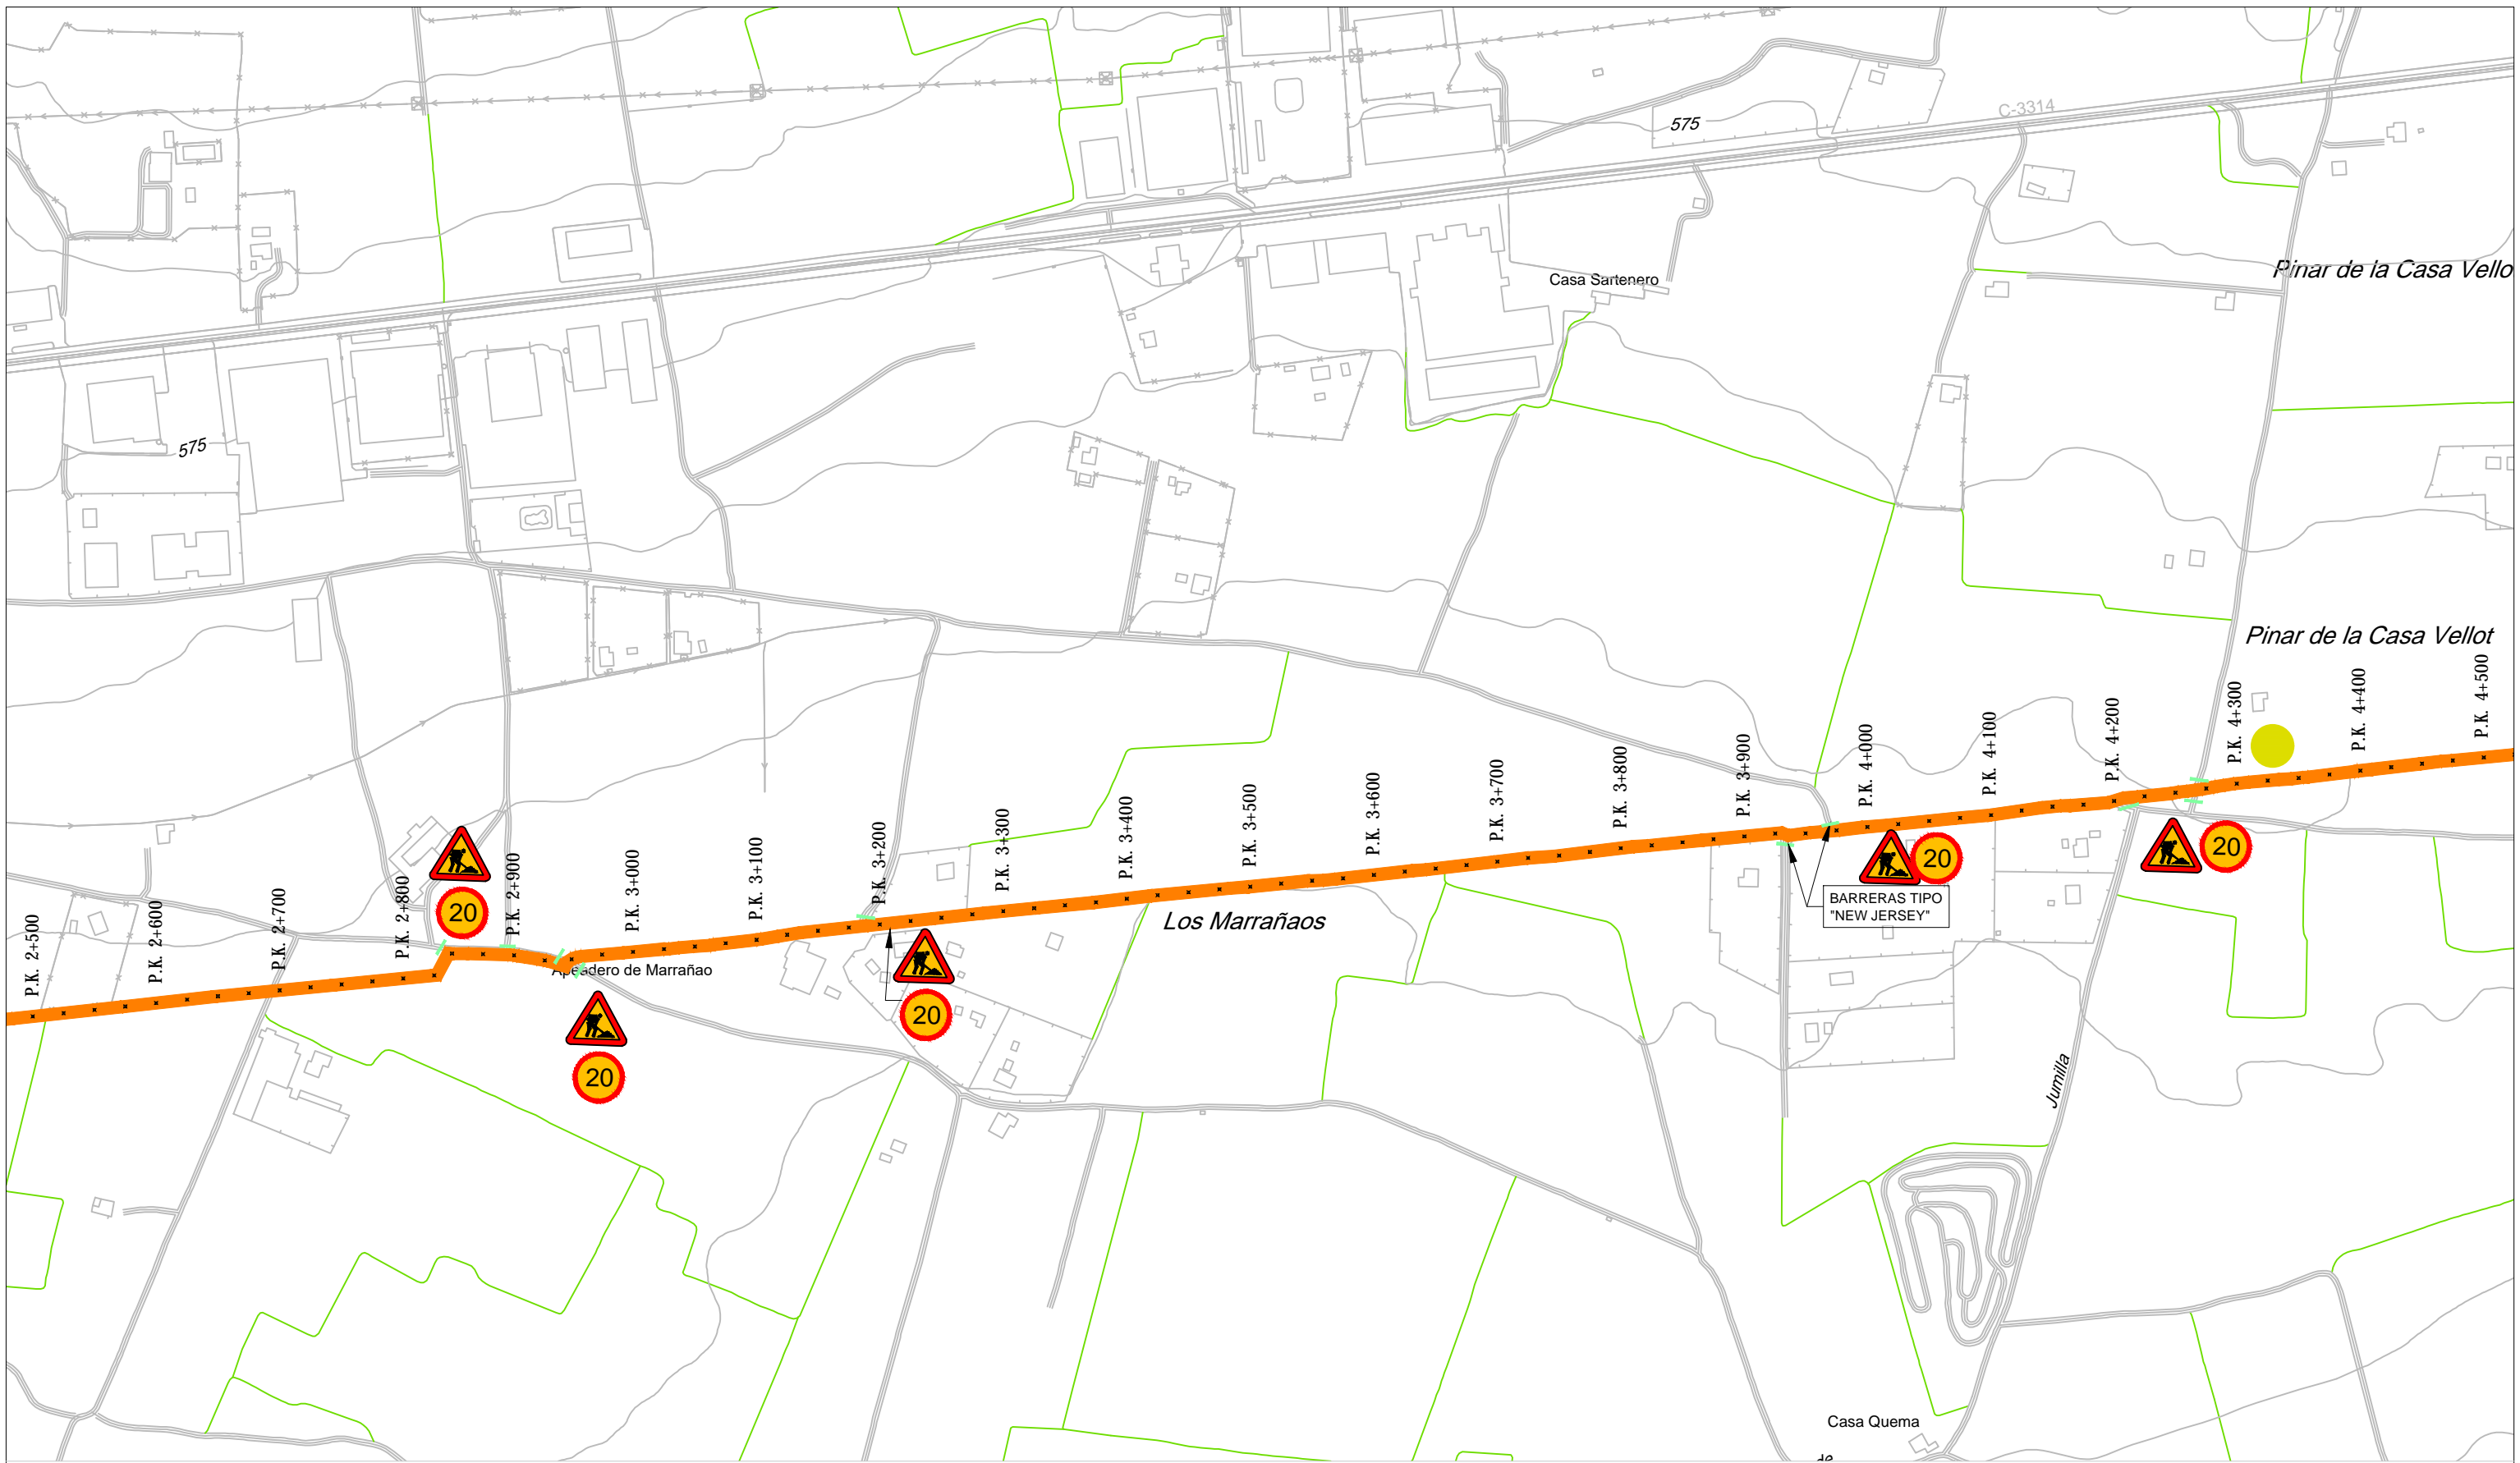 C-3314
575
Pinar de la Casa Vello
Casa Sartenero
575
Pinar de la Casa Vellot
P.K. 2+500
P.K. 2+600
P.K. 2+700
P.K. 2+800
P.K. 2+900
P.K. 3+000
P.K. 3+100
P.K. 3+200
P.K. 3+300
P.K. 3+400
P.K. 3+500
P.K. 3+600
P.K. 3+700
P.K. 3+800
P.K. 3+900
P.K. 4+000
P.K. 4+100
P.K. 4+200
P.K. 4+300
P.K. 4+400
P.K. 4+500
20
20
20
20
20
BARRERAS TIPO
"NEW JERSEY"
Los Marrañaos
Apeadero de Marrañao
Jumilla
Casa Quema
de